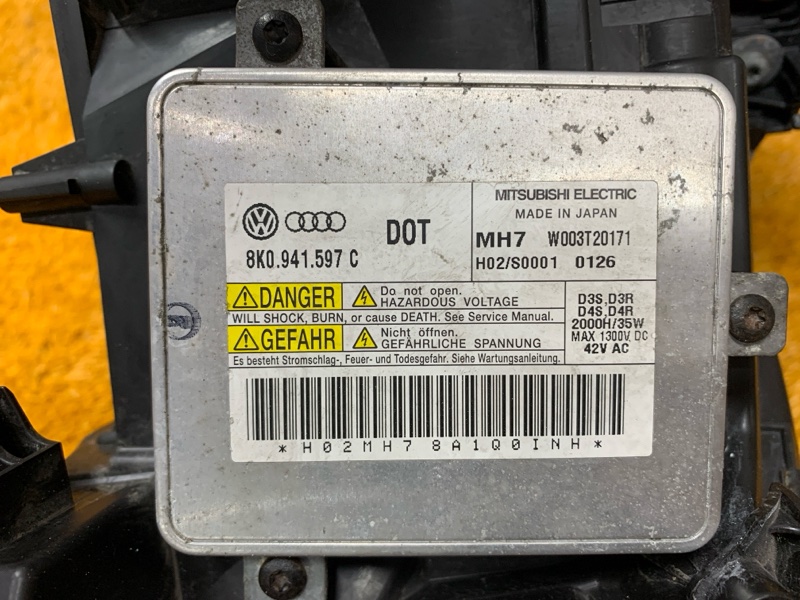 8K0.941.597 C
DOT
MITSUBISHI ELECTRIC
MADE IN JAPAN
MH7 W003T20171
H02/S0001 0126
DANGER
Do not open.
HAZARDOUS VOLTAGE
WILL SHOCK, BURN, or cause DEATH. See Service Manual.
GEFAHR
Nicht öffnen.
GEFÄHRLICHE SPANNUNG
Es besteht Stromschlag-, Feuer- und Todesgefahr. Siehe Wartungsanleitung.
D3S,D3R
D4S,D4R
2000H/35W
MAX 1300V DC
42V AC
*H02MH78A1Q0INH*